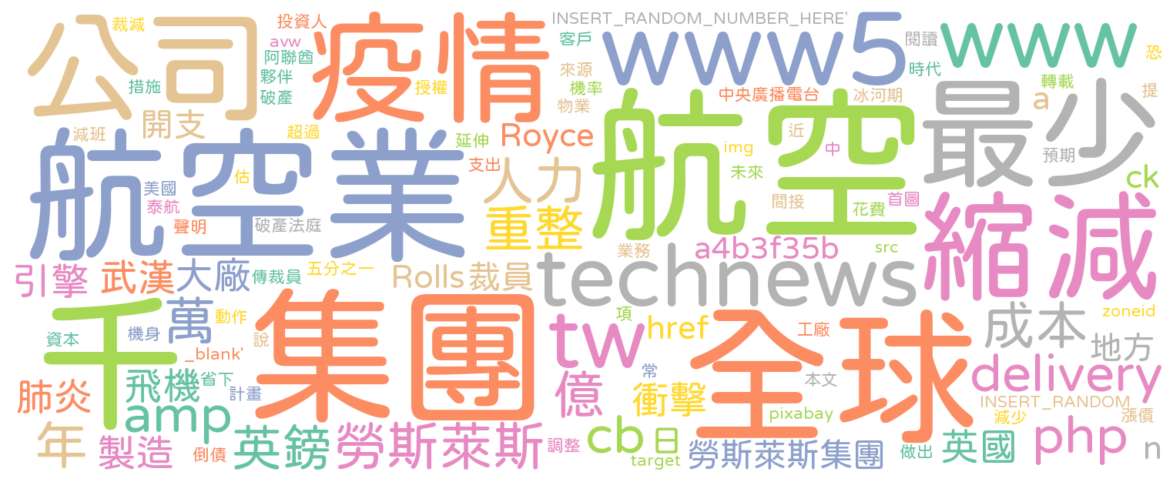 公司
裁減
投資人
疫情
INSERT_RANDOM_NUMBER_HERE'
www
5
閱讀
www
恐
avw
阿聯酋
措施
夥伴
破產
授權
客戶
來源
機率
物業
時代
冰河期
轉載
提
中央廣播電台
開支
減班
超過
延伸
Royce
支出
航空
最少
a
預期
近
中
img
未來
航空業
美國
估
泰航
聲明
破產法庭
人力
重整
間接
花費
首圖
ck
業務
a4b3f35b
src
縮減
引擎
武漢
大廠
傳裁員
五分之一
Rolls
裁員
technews
千
萬
動作
資本
機身
說
_blank'
集團
tw
項
href
全球
工廠
成本
zoneid
地方
肺炎
飛機
省下
計畫
amp
億
常
衝擊
本文
delivery
INSERT_RANDOM
pixabay
減少
漲價
年
製造
倒債
英鎊
勞斯萊斯
調整
cb
日
target
勞斯萊斯集團
做出
英國
php
n